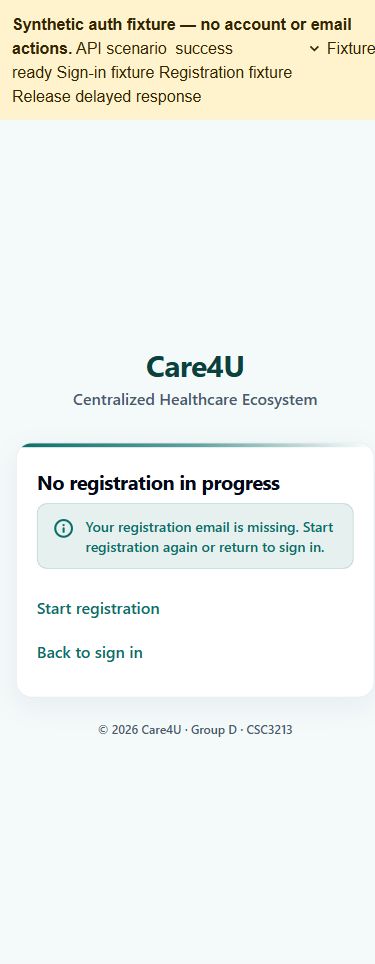 Synthetic auth fixture — no account or email
actions. API scenario success Fixture
ready Sign-in fixture Registration fixture
Release delayed response
Care4U
Centralized Healthcare Ecosystem
No registration in progress
Your registration email is missing. Start
registration again or return to sign in.
Start registration
Back to sign in
© 2026 Care4U · Group D · CSC3213